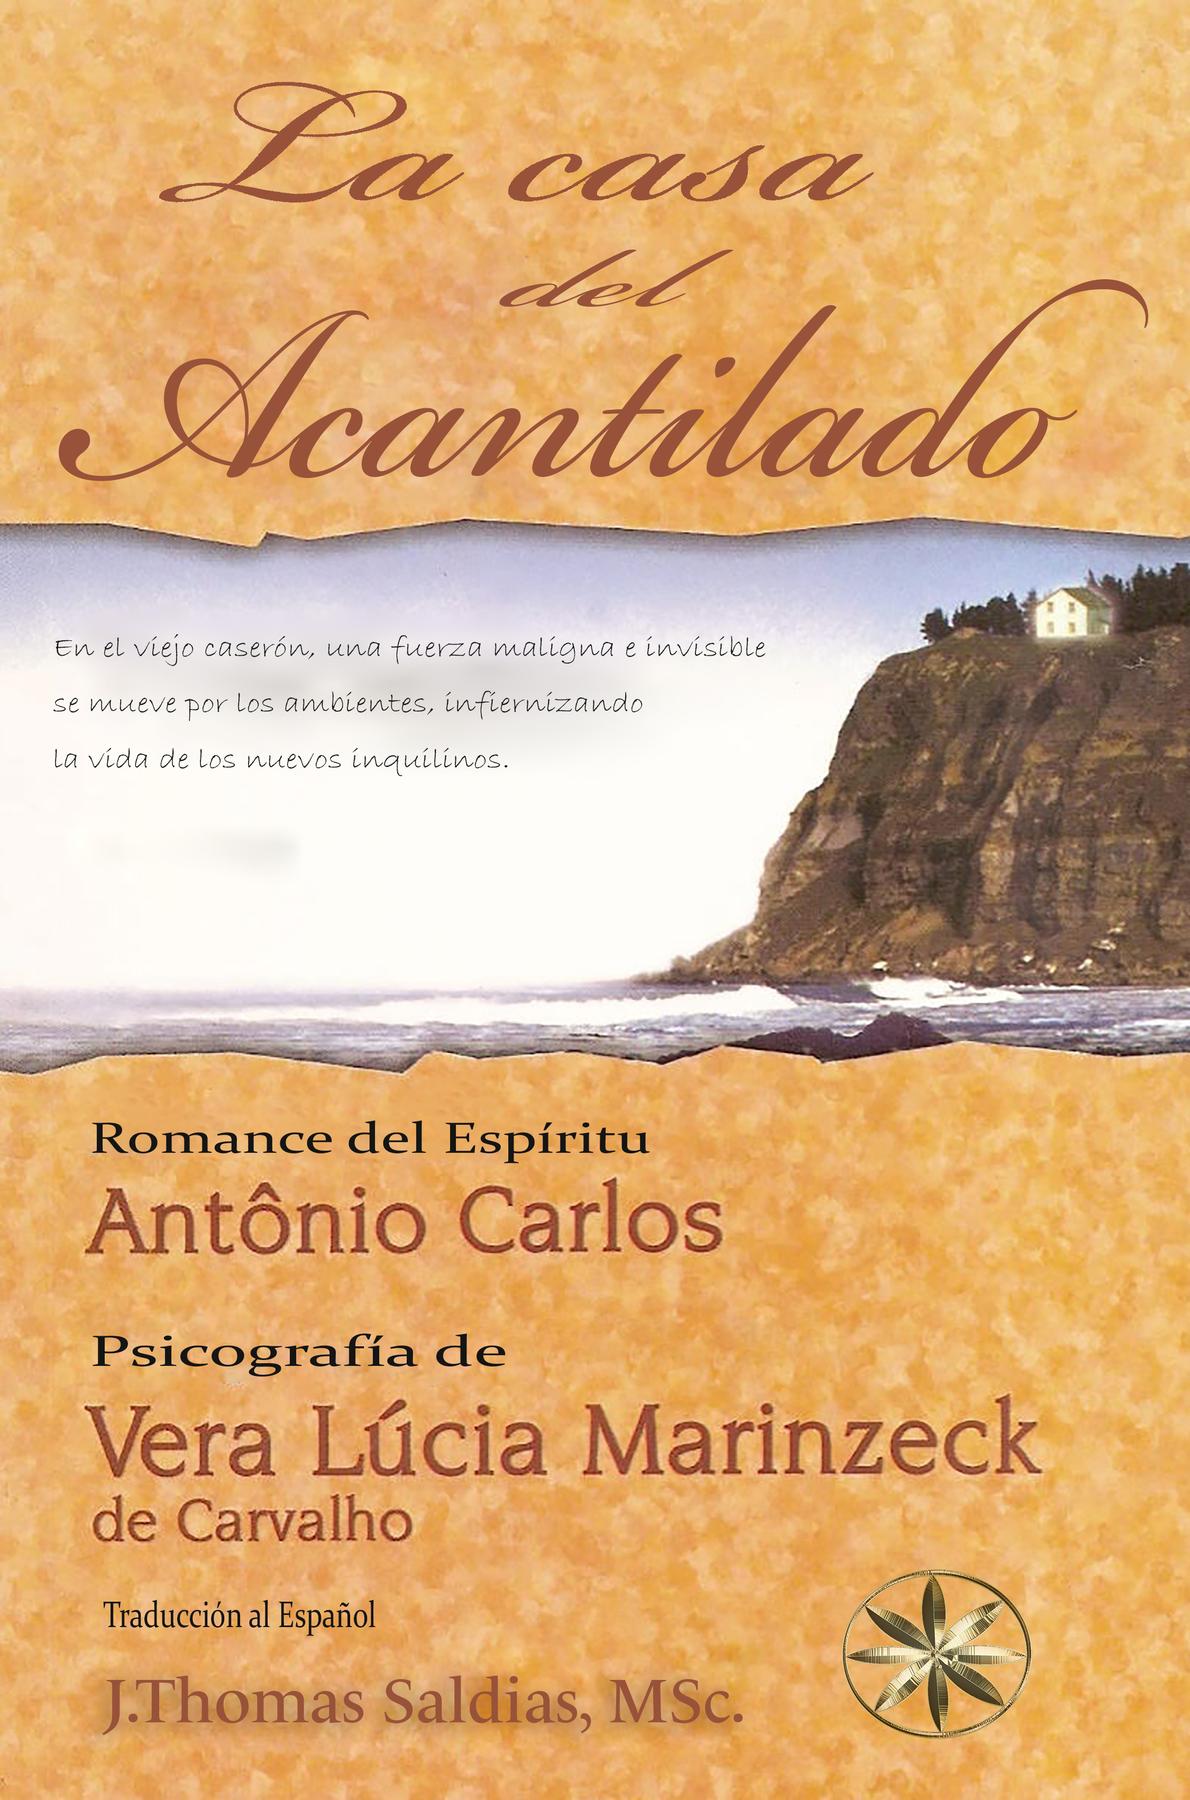 La casa
del
Acantilado
En el viejo caserón, una fuerza maligna e invisible
se mueve por los ambientes, infiernizando
la vida de los nuevos inquilinos.
Romance del Espíritu
Antônio Carlos
Psicografía de
Vera Lúcia Marinzeck
de Carvalho
Traducción al Español
J.Thomas Saldias, MSc.